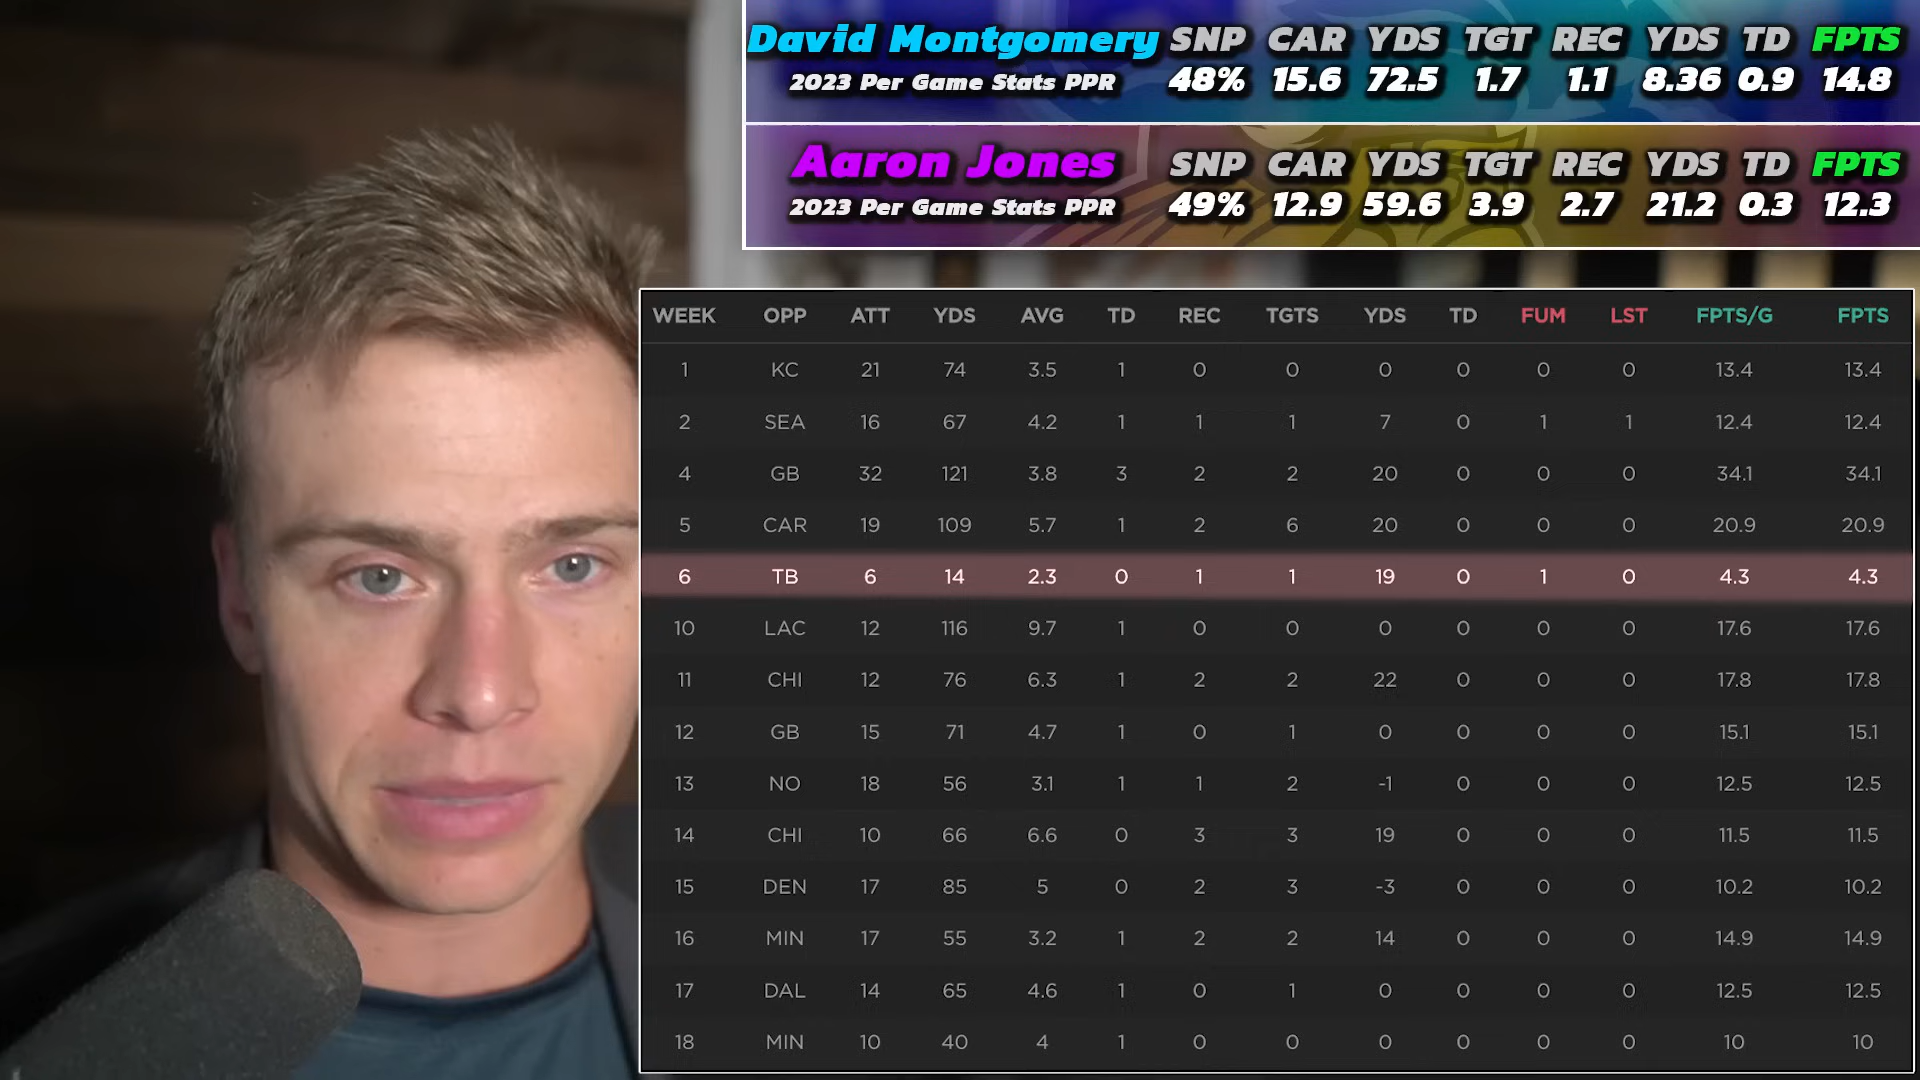 David Montgomery SNP CAR YDS TGT REC YDS TD FPTS
2023 Per Game Stats PPR 48% 15.6 72.5 1.7 1.1 8.36 0.9 14.8
Aaron Jones SNP CAR YDS TGT REC YDS TD FPTS
2023 Per Game Stats PPR 49% 12.9 59.6 3.9 2.7 21.2 0.3 12.3
WEEK OPP ATT YDS AVG TD REC TGTS YDS TD FUM LST FPTS/G FPTS
1 KC 21 74 3.5 1 0 0 0 0 0 0 13.4 13.4
2 SEA 16 67 4.2 1 1 1 7 0 1 1 12.4 12.4
4 GB 32 121 3.8 3 2 2 20 0 0 0 34.1 34.1
5 CAR 19 109 5.7 1 2 6 20 0 0 0 20.9 20.9
6 TB 6 14 2.3 0 1 1 19 0 1 0 4.3 4.3
10 LAC 12 116 9.7 1 0 0 0 0 0 0 17.6 17.6
11 CHI 12 76 6.3 1 2 2 22 0 0 0 17.8 17.8
12 GB 15 71 4.7 1 0 1 0 0 0 0 15.1 15.1
13 NO 18 56 3.1 1 1 2 -1 0 0 0 12.5 12.5
14 CHI 10 66 6.6 0 3 3 19 0 0 0 11.5 11.5
15 DEN 17 85 5 0 2 3 -3 0 0 0 10.2 10.2
16 MIN 17 55 3.2 1 2 2 14 0 0 0 14.9 14.9
17 DAL 14 65 4.6 1 0 1 0 0 0 0 12.5 12.5
18 MIN 10 40 4 1 0 0 0 0 0 0 10 10